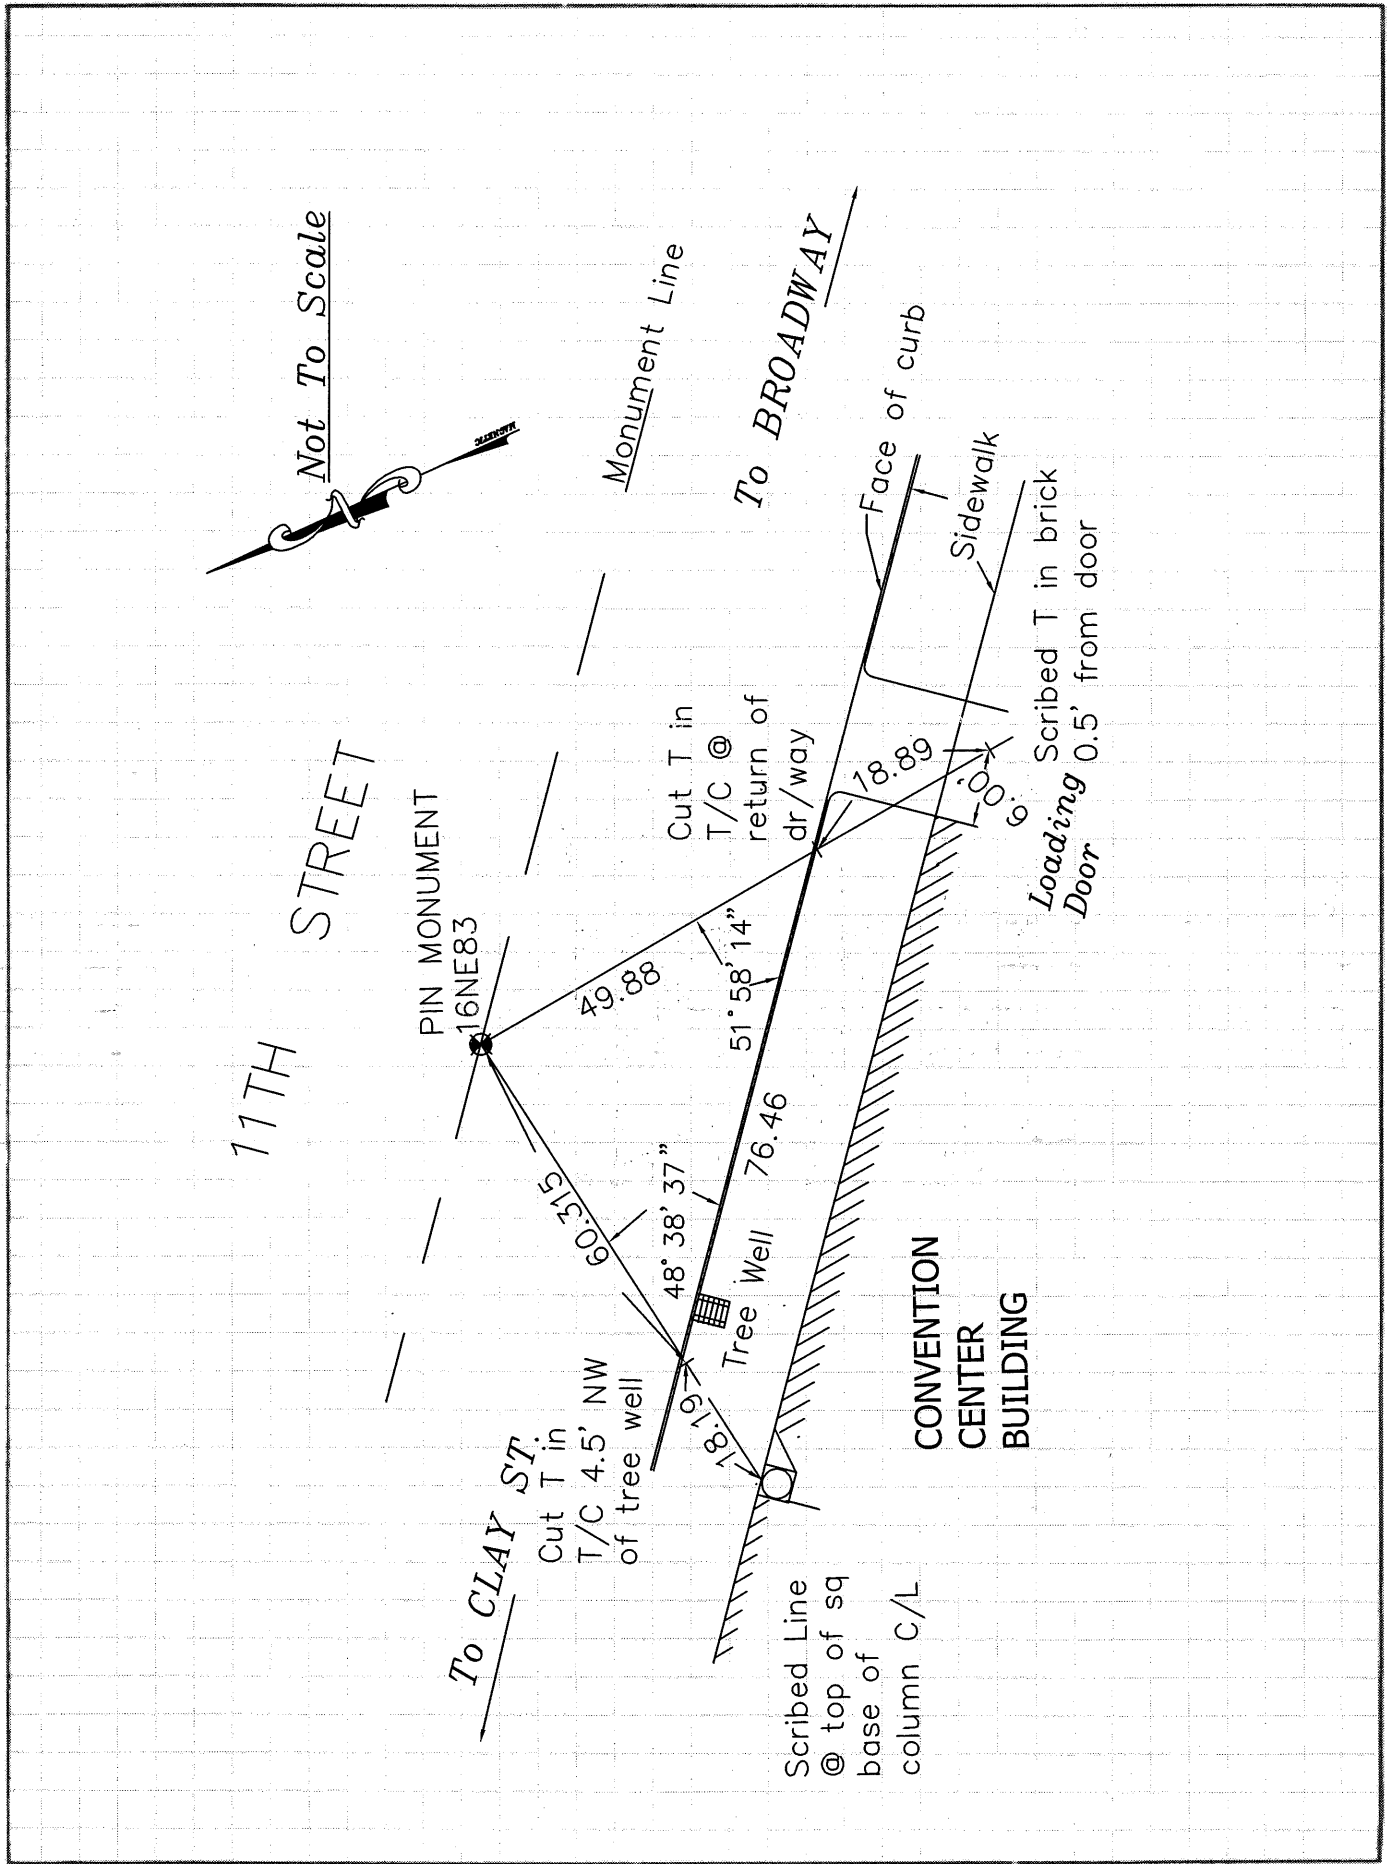 Not To Scale
MAGNETIC
11TH STREET
Monument Line
PIN MONUMENT
16NE83
To BROADWAY
To CLAY ST.
Cut T in
T/C 4.5' NW
of tree well
60.315
49.88
Cut T in
T/C @
return of
dr/way
Face of curb
Sidewalk
48° 38' 37"
51° 58' 14"
76.46
Tree Well
18.19
18.89
6.00'
Loading
Door
Scribed T in brick
0.5' from door
Scribed Line
@ top of sq
base of
column C/L
CONVENTION
CENTER
BUILDING